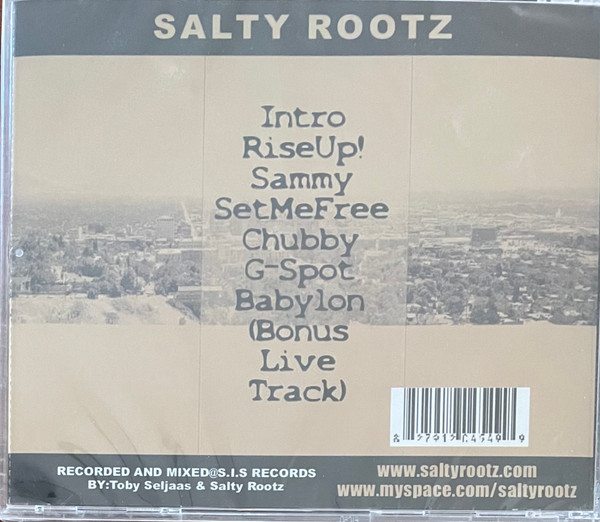 SALTY ROOTZ
Intro
RiseUp!
Sammy
SetMeFree
Chubby
G-Spot
Babylon
(Bonus
Live
Track)
RECORDED AND MIXED@S.I.S RECORDS
BY:Toby Seljaas & Salty Rootz
www.saltyrootz.com
www.myspace.com/saltyrootz